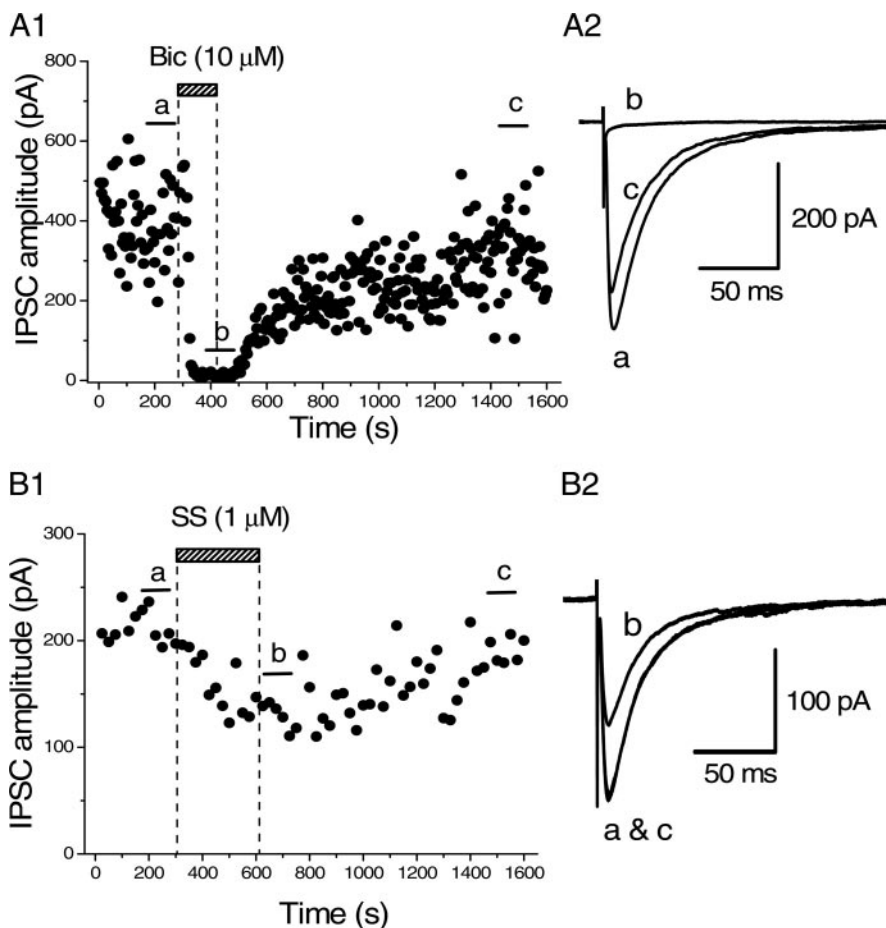 A1
Bic (10 μM)
a
b
c
IPSC amplitude (pA)
800
600
400
200
0
0 200 400 600 800 1000 1200 1400 1600
Time (s)
A2
b
c
a
200 pA
50 ms
B1
SS (1 μM)
a
b
c
IPSC amplitude (pA)
300
200
100
0
0 200 400 600 800 1000 1200 1400 1600
Time (s)
B2
b
a & c
100 pA
50 ms